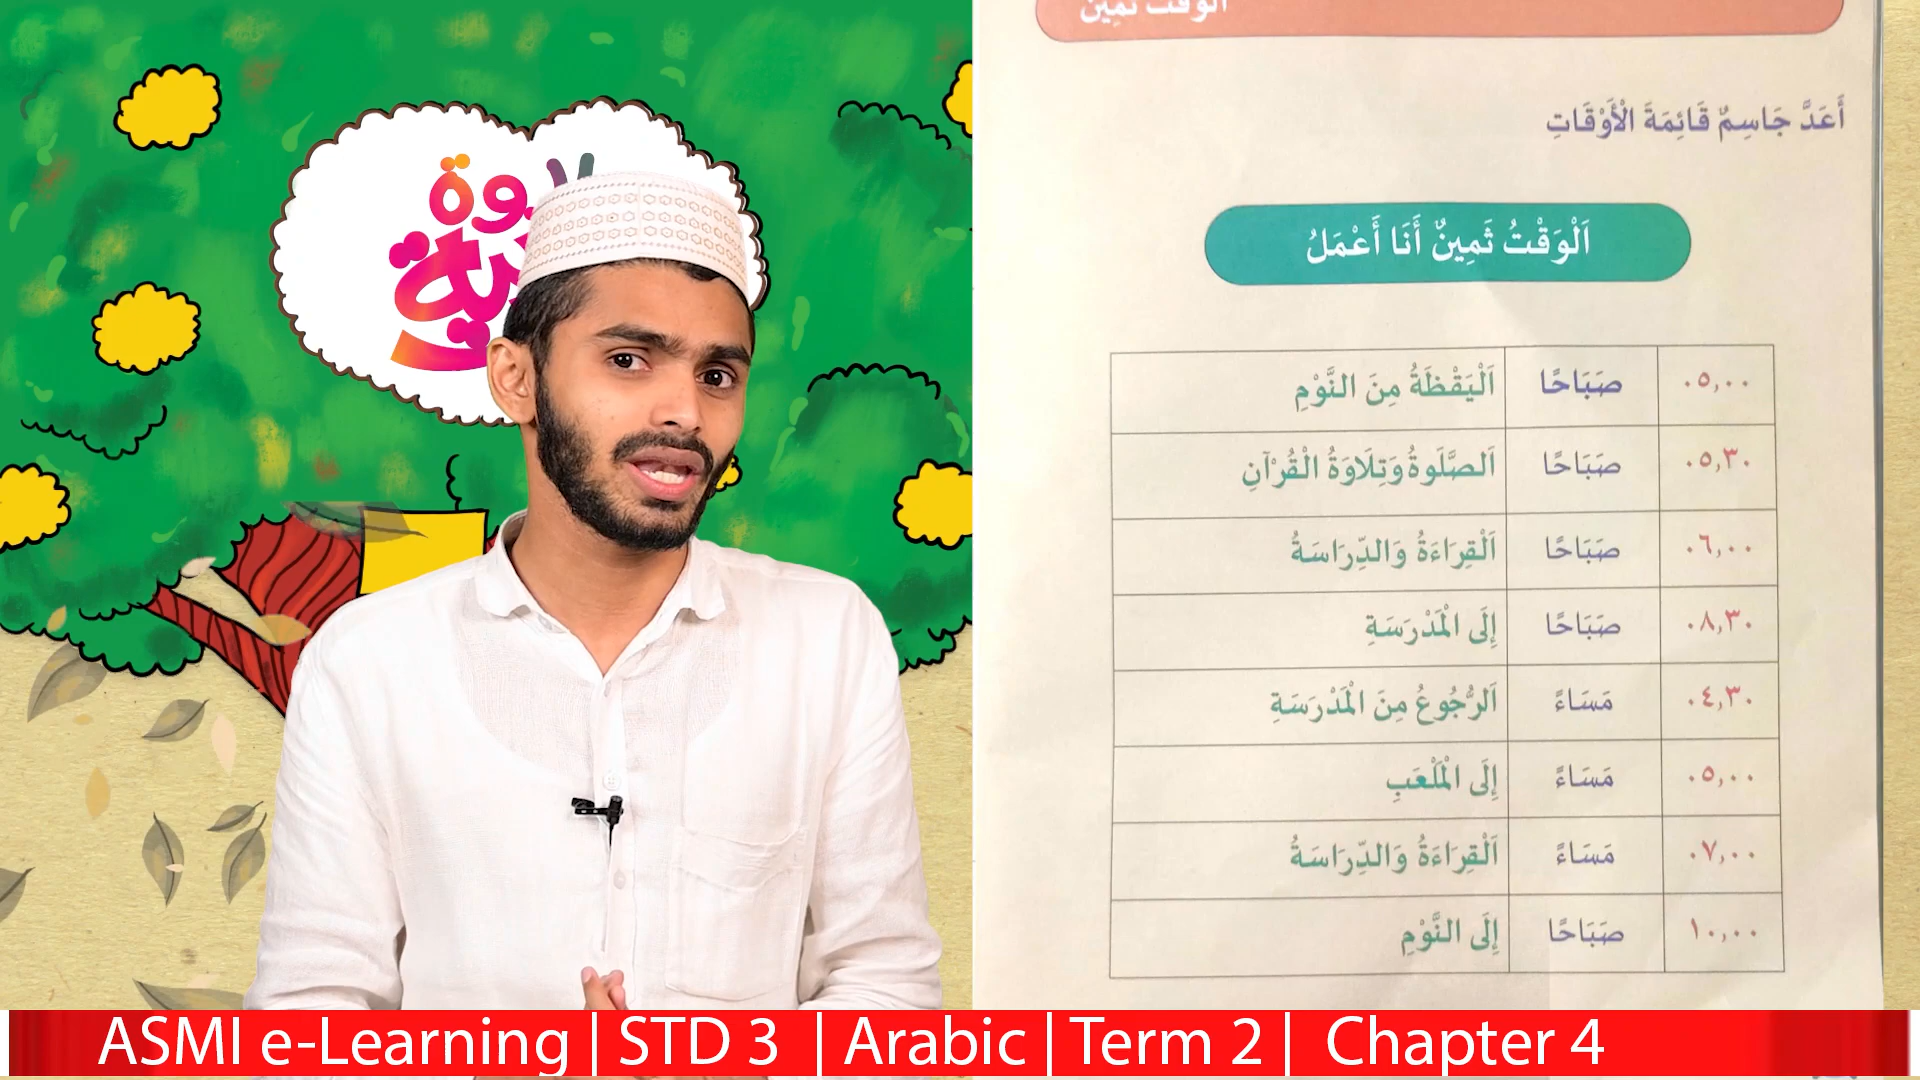 اَلْوَقْتُ ثَمِينٌ
أَعَدَّ جَاسِمٌ قَائِمَةَ الْأَوْقَاتِ
اَلْوَقْتُ ثَمِينٌ أَنَا أَعْمَلُ
٠٥,٠٠ صَبَاحًا اَلْيَقْظَةُ مِنَ النَّوْمِ
٠٥,٣٠ صَبَاحًا اَلصَّلَوةُ وَتِلَاوَةُ الْقُرْآنِ
٠٦,٠٠ صَبَاحًا اَلْقِرَاءَةُ وَالدِّرَاسَةُ
٠٨,٣٠ صَبَاحًا إِلَى الْمَدْرَسَةِ
٠٤,٣٠ مَسَاءً اَلرُّجُوعُ مِنَ الْمَدْرَسَةِ
٠٥,٠٠ مَسَاءً إِلَى الْمَلْعَبِ
٠٧,٠٠ مَسَاءً اَلْقِرَاءَةُ وَالدِّرَاسَةُ
١٠,٠٠ صَبَاحًا إِلَى النَّوْمِ
ASMI e-Learning | STD 3 | Arabic | Term 2 | Chapter 4